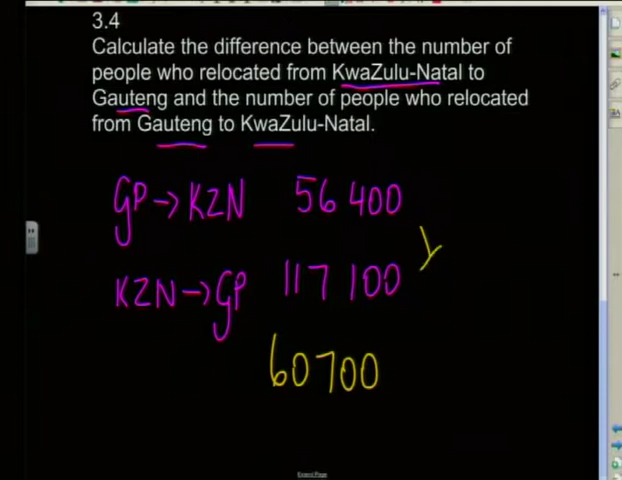 3.4
Calculate the difference between the number of
people who relocated from KwaZulu-Natal to
Gauteng and the number of people who relocated
from Gauteng to KwaZulu-Natal.
GP → KZN 56 400
KZN → GP 117 100
60700
Extend Page